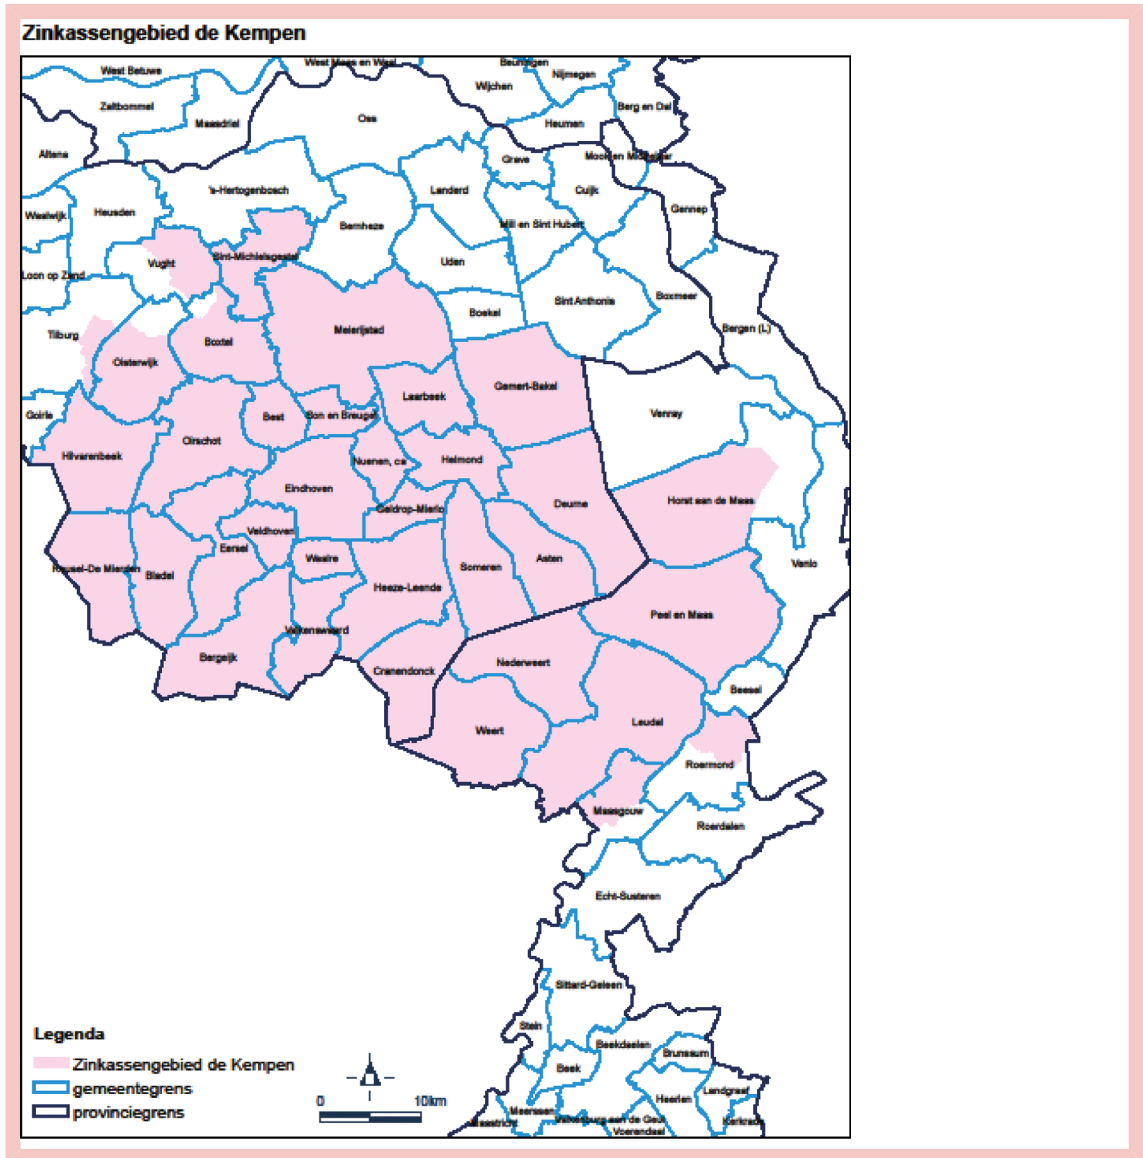 Zinkassengebied de Kempen
West Betuwe
West Maas en Waal
Beuningen
Nijmegen
Wijchen
Zaltbommel
Maasdriel
Oss
Berg en Dal
Heumen
Altena
Grave
Mook en Middelaar
's-Hertogenbosch
Landerd
Cuijk
Waalwijk
Heusden
Gennep
Bernheze
Mill en Sint Hubert
Vught
Sint-Michielsgestel
Uden
Loon op Zand
Sint Anthonis
Boxmeer
Boekel
Bergen (L)
Tilburg
Meierijstad
Boxtel
Oisterwijk
Gemert-Bakel
Laarbeek
Goirle
Best
Son en Breugel
Venray
Oirschot
Hilvarenbeek
Nuenen, ca
Helmond
Eindhoven
Horst aan de Maas
Deurne
Geldrop-Mierlo
Veldhoven
Eersel
Waalre
Asten
Venlo
Reusel-De Mierden
Bladel
Someren
Heeze-Leende
Peel en Maas
Valkenswaard
Bergeijk
Nederweert
Cranendonck
Beesel
Leudal
Weert
Roermond
Maasgouw
Roerdalen
Echt-Susteren
Sittard-Geleen
Stein
Legenda
Beekdaelen
Brunssum
Zinkassengebied de Kempen
Beek
gemeentegrens
Landgraaf
0 10km
Heerlen
provinciegrens
Meerssen
Maastricht
Valkenburg aan de Geul
Kerkrade
Voerendaal